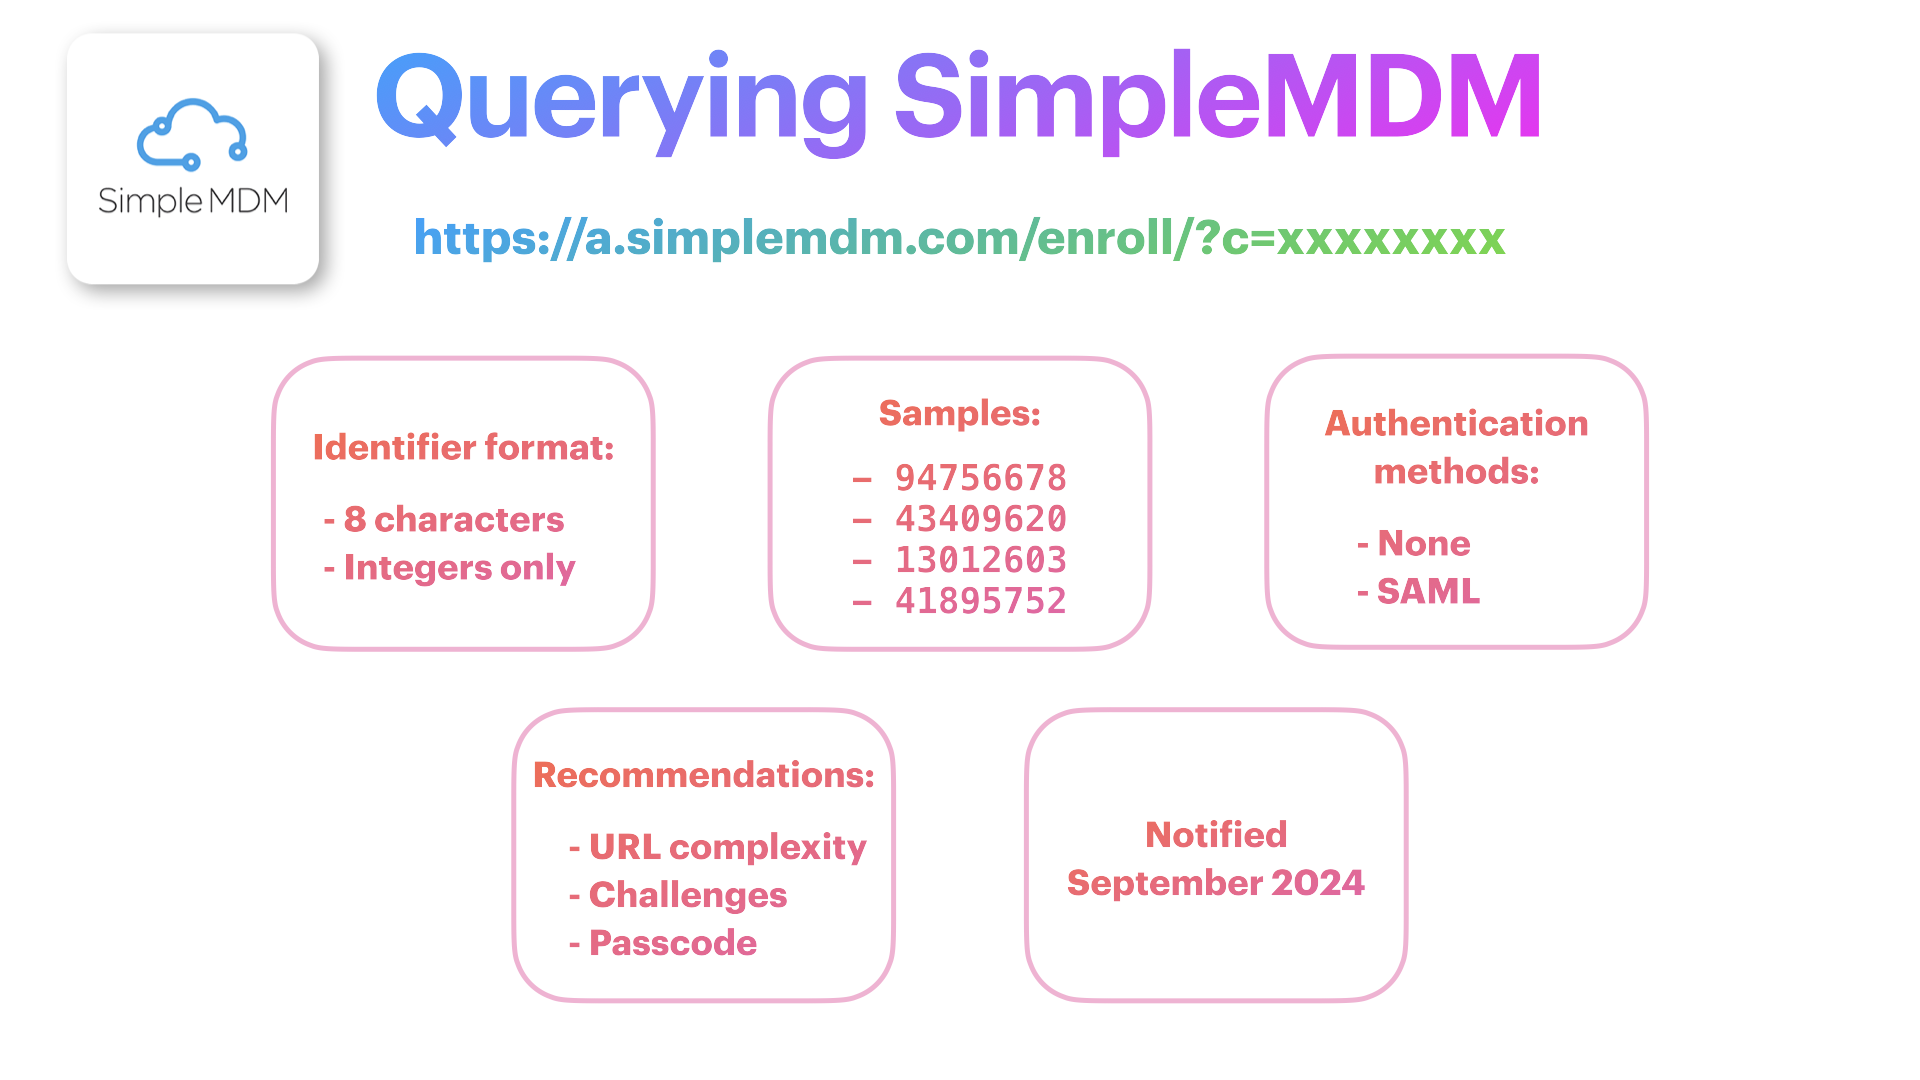 Simple MDM
Querying SimpleMDM
https://a.simplemdm.com/enroll/?c=xxxxxxxx
Identifier format:
- 8 characters
- Integers only
Samples:
– 94756678
– 43409620
– 13012603
– 41895752
Authentication
methods:
- None
- SAML
Recommendations:
- URL complexity
- Challenges
- Passcode
Notified
September 2024